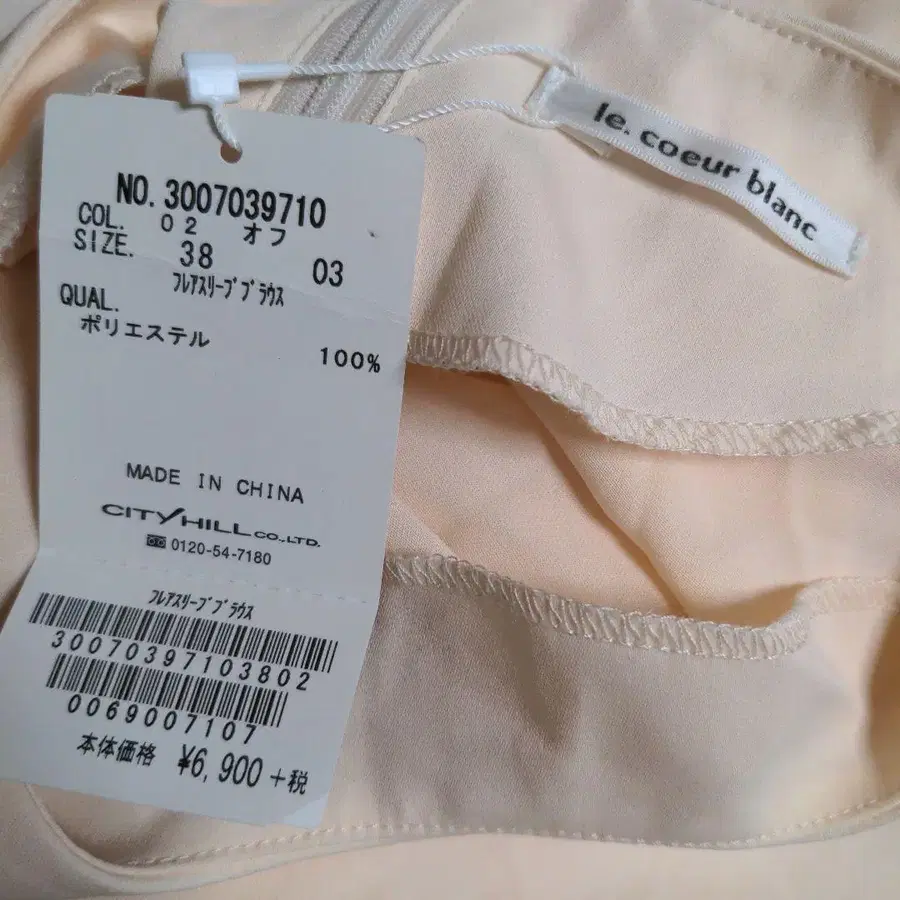 le. coeur blanc
NO. 3007039710
COL. 02 オフ
SIZE. 38 03
ﾌﾚｱｽﾘｰﾌﾞﾌﾞﾗｳｽ
QUAL.
ポリエステル 100%
MADE IN CHINA
CITY HILL CO.,LTD.
0120-54-7180
ﾌﾚｱｽﾘｰﾌﾞﾌﾞﾗｳｽ
30070397103802
0069007107
本体価格 ¥6,900 +税